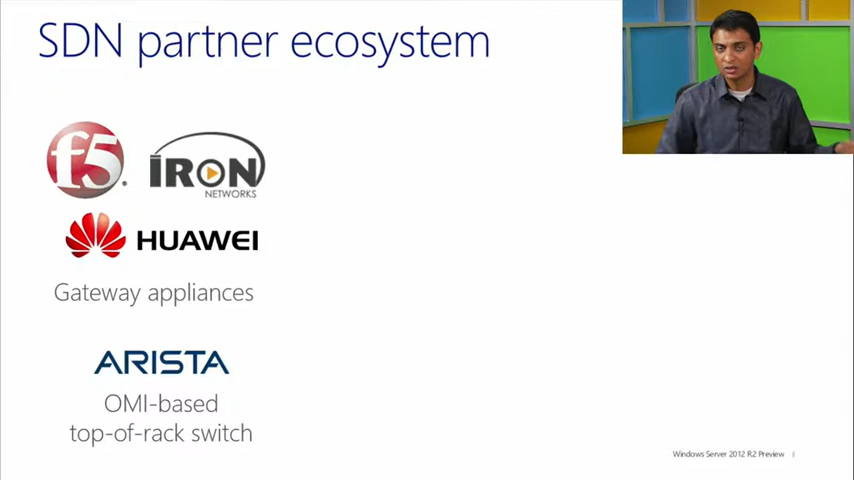 SDN partner ecosystem
f5
IRON
NETWORKS
HUAWEI
Gateway appliances
ARISTA
OMI-based
top-of-rack switch
Windows Server 2012 R2 Preview